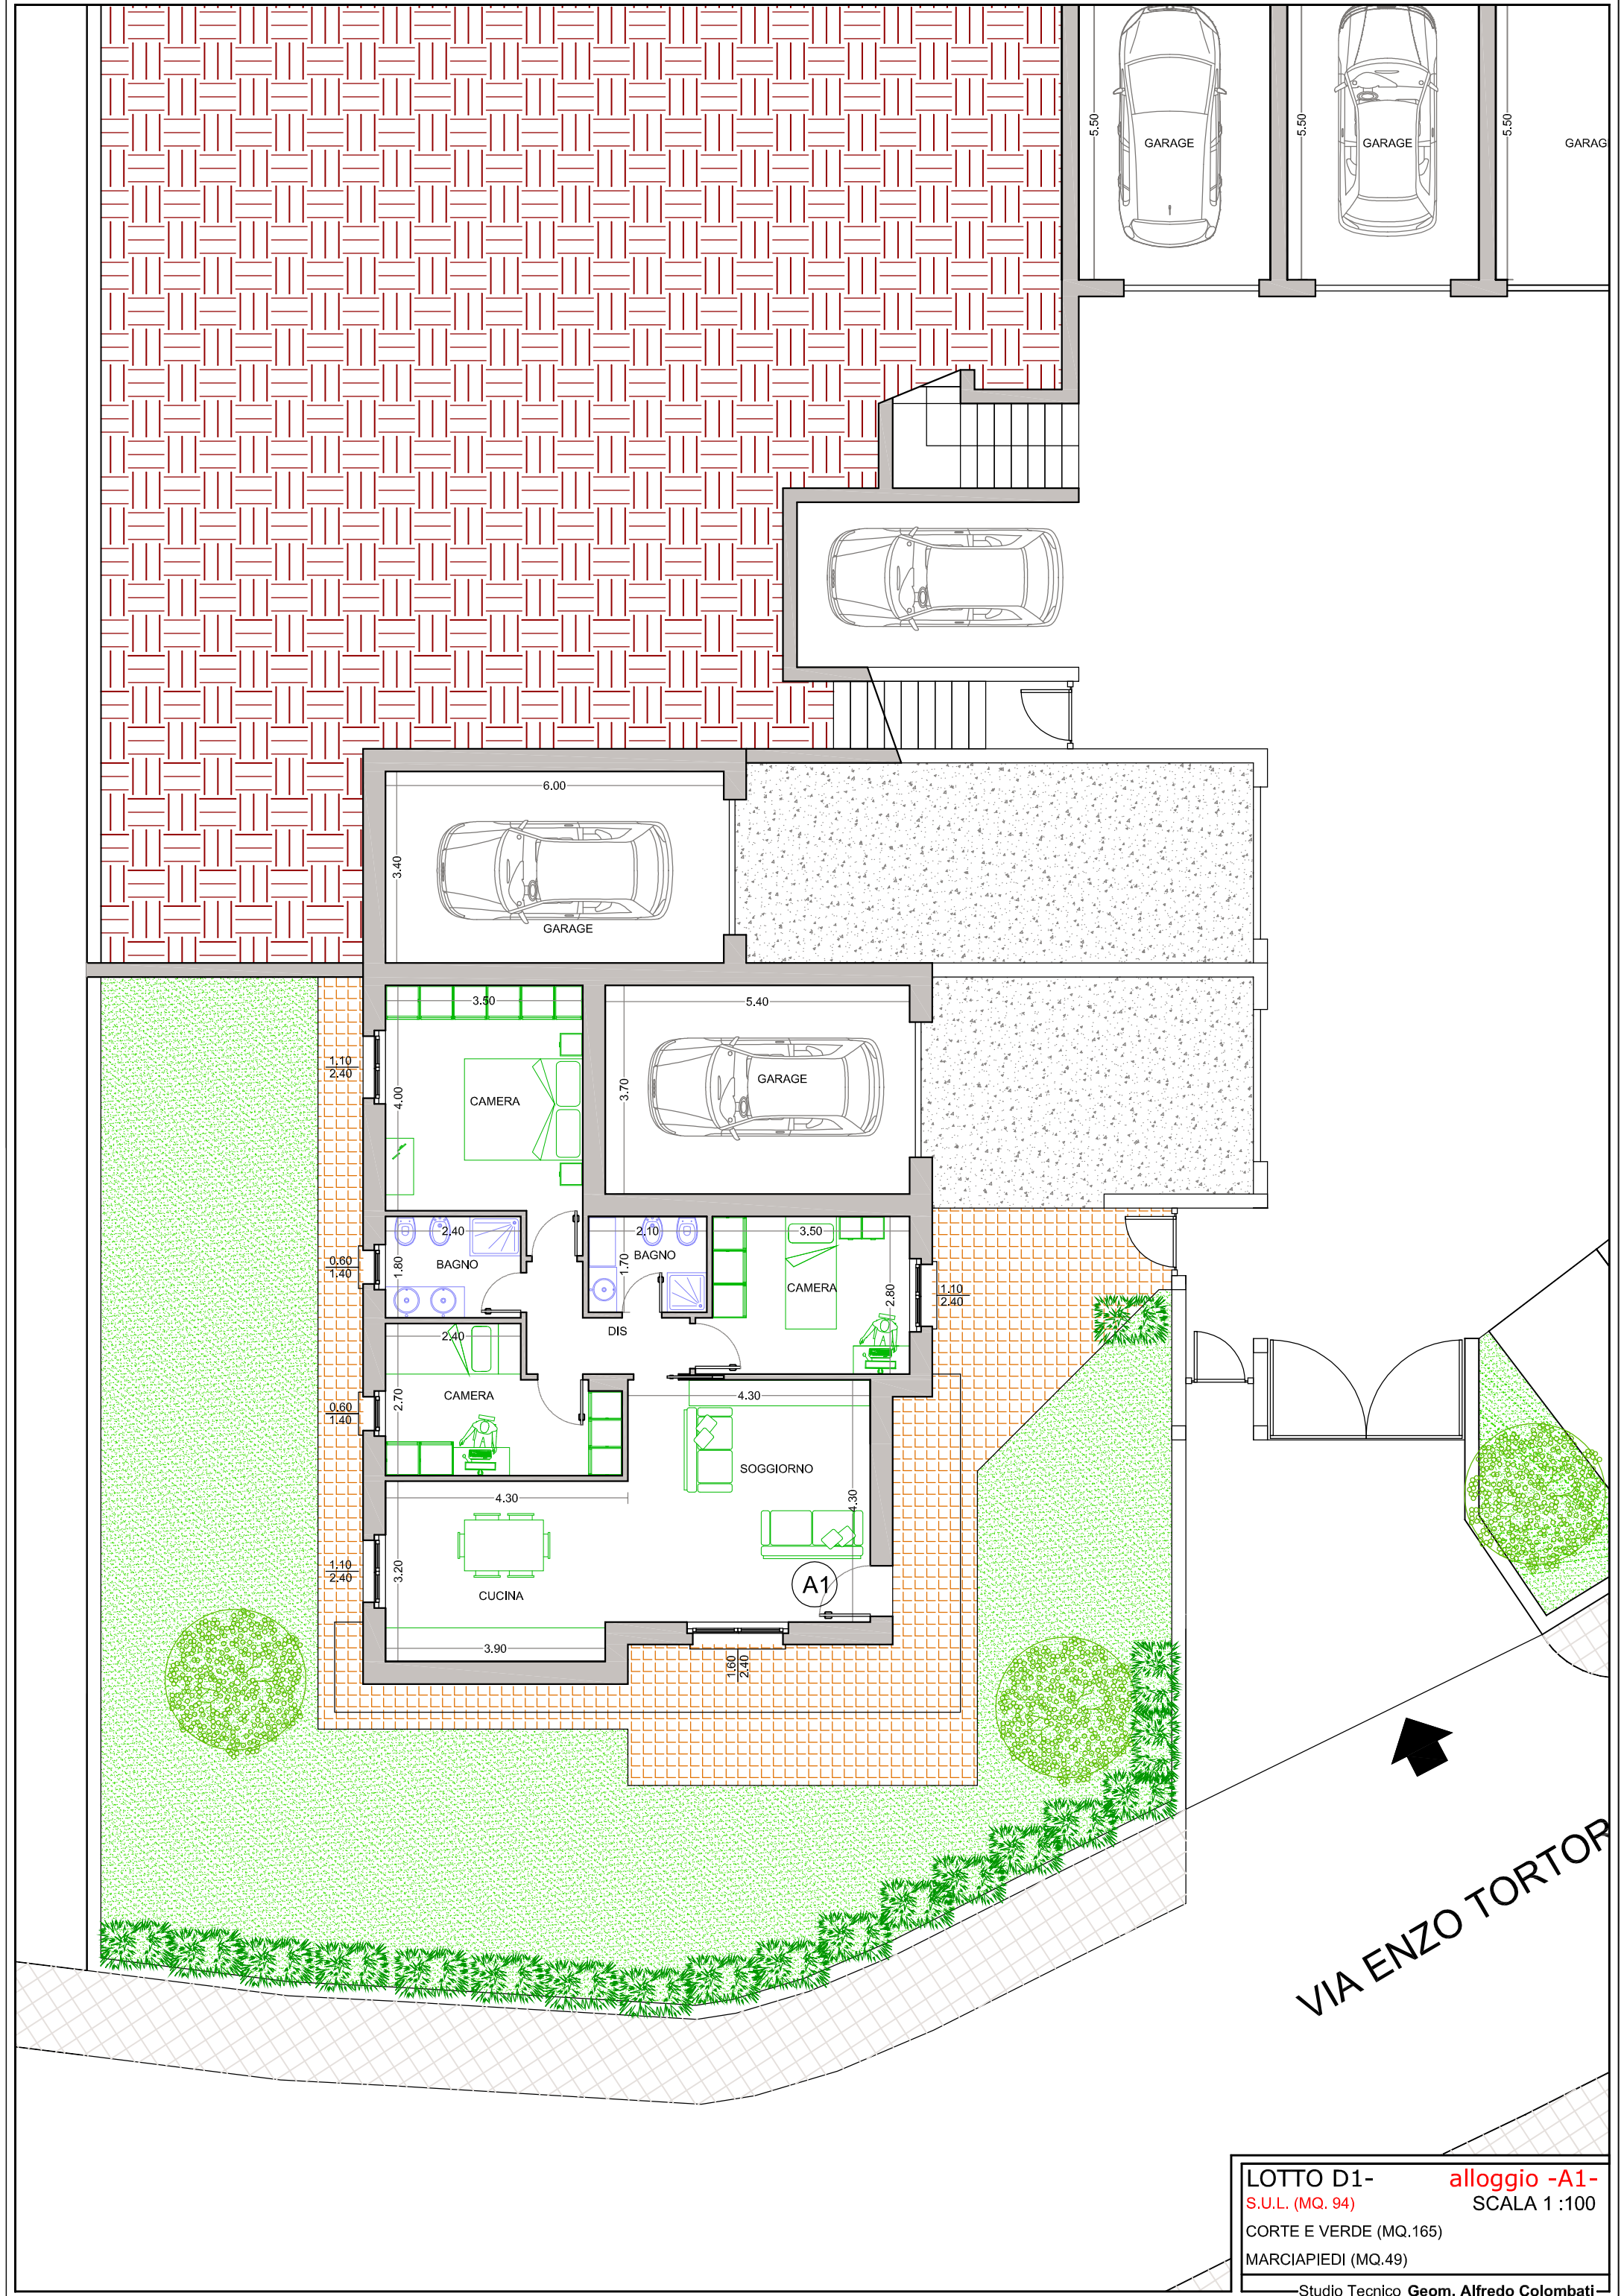 5.50
GARAGE
5.50
GARAGE
5.50
GARAG
6.00
3.40
GARAGE
3.50
5.40
1.10
2.40
4.00
CAMERA
3.70
GARAGE
2.40
2.10
3.50
0.60
1.40
1.80
BAGNO
1.70
BAGNO
CAMERA
2.80
1.10
2.40
DIS
2.40
0.60
1.40
2.70
CAMERA
4.30
SOGGIORNO
4.30
4.30
1.10
2.40
3.20
CUCINA
A1
3.90
1.60
2.40
VIA ENZO TORTOR
LOTTO D1- alloggio -A1-
S.U.L. (MQ. 94) SCALA 1 :100
CORTE E VERDE (MQ.165)
MARCIAPIEDI (MQ.49)
Studio Tecnico Geom. Alfredo Colombati